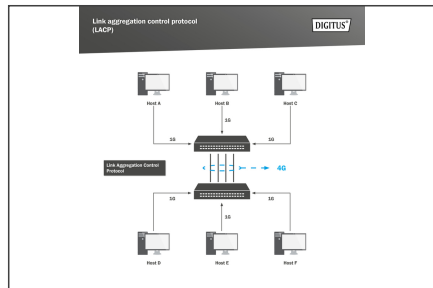 Link aggregation control protocol
(LACP)
DIGITUS®
Host A
Host B
Host C
1G
1G
1G
Link Aggregation Control
Protocol
4G
1G
1G
1G
Host D
Host E
Host F